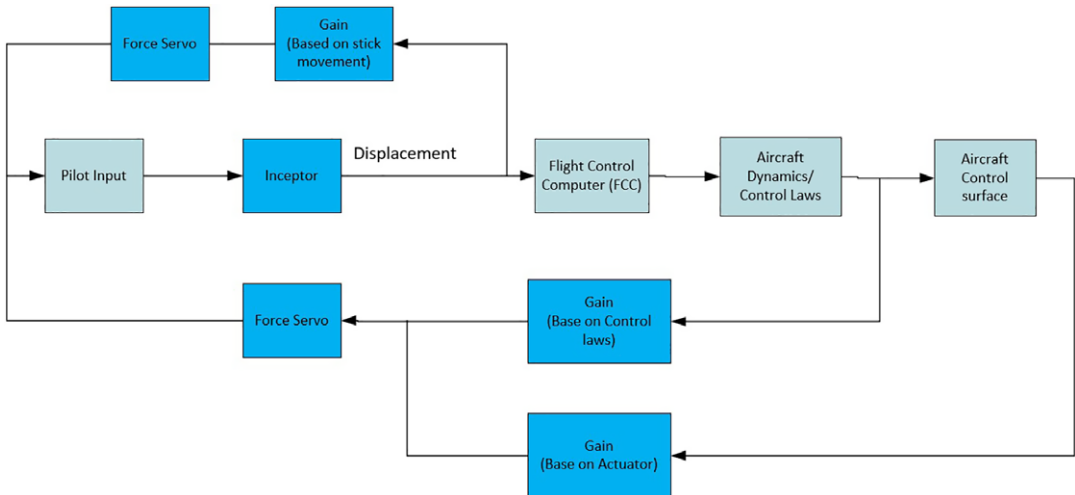 Force Servo
Gain
(Based on stick
movement)
Pilot Input
Inceptor
Displacement
Flight Control
Computer (FCC)
Aircraft
Dynamics/
Control Laws
Aircraft
Control
surface
Force Servo
Gain
(Base on Control
laws)
Gain
(Base on Actuator)